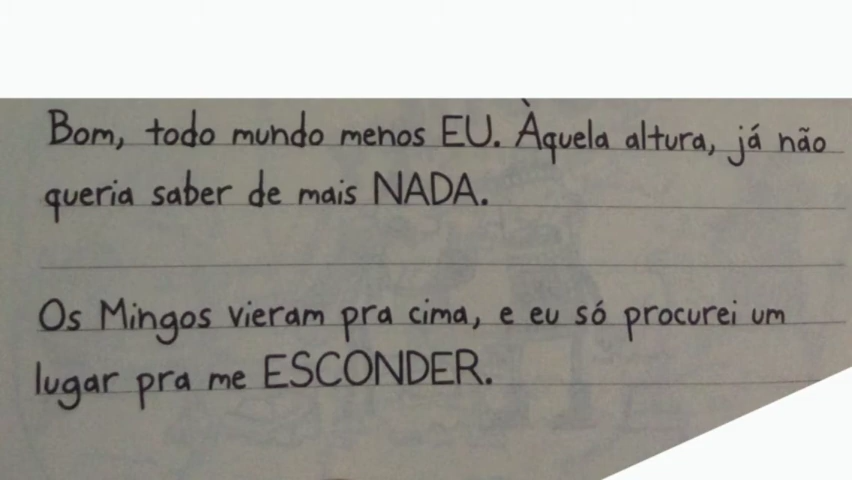 Bom, todo mundo menos EU. Àquela altura, já não
queria saber de mais NADA.
Os Mingos vieram pra cima, e eu só procurei um
lugar pra me ESCONDER.